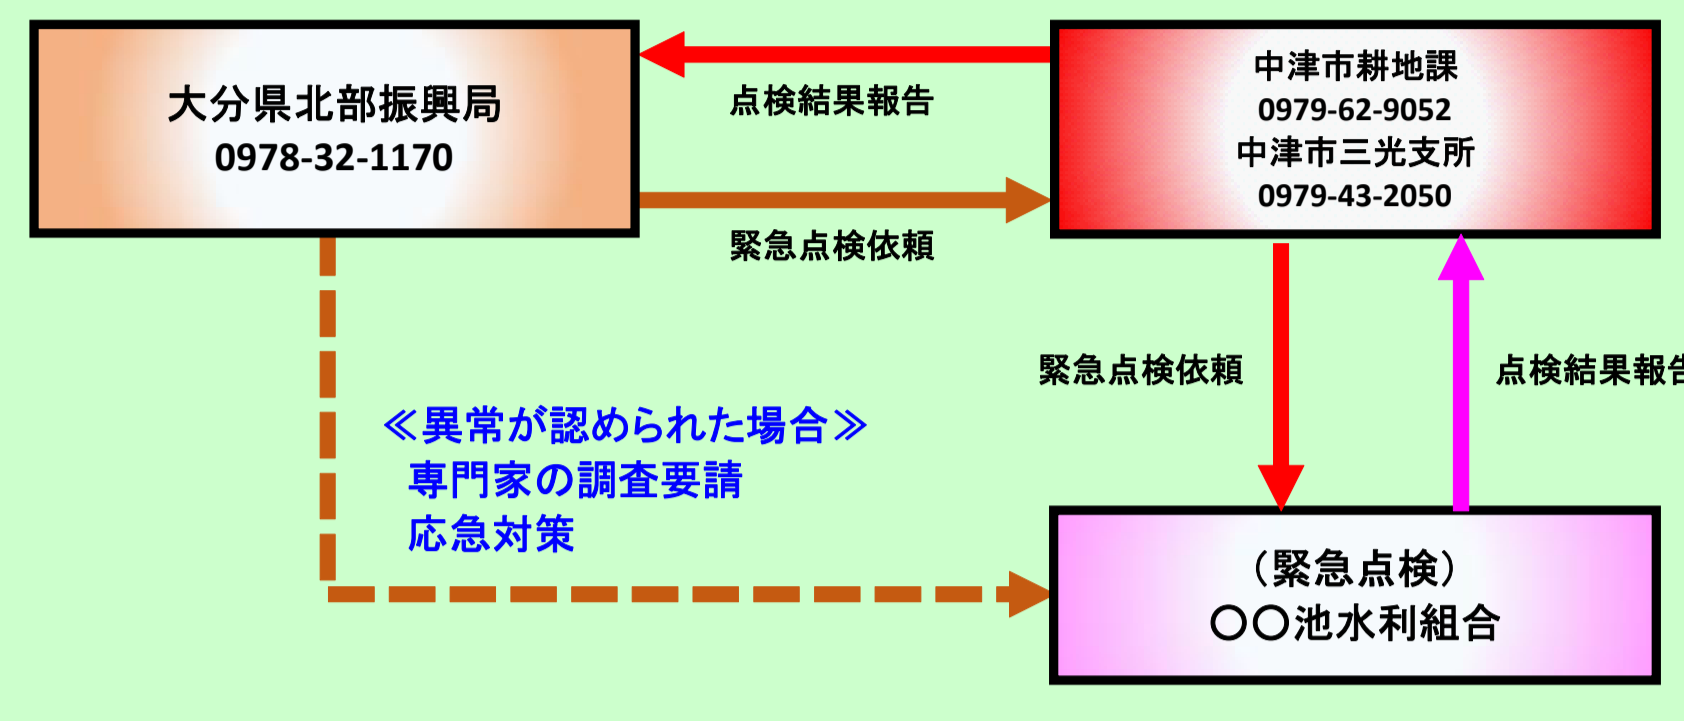 大分県北部振興局
0978-32-1170
点検結果報告
緊急点検依頼
中津市耕地課
0979-62-9052
中津市三光支所
0979-43-2050
緊急点検依頼
点検結果報告
≪異常が認められた場合≫
専門家の調査要請
応急対策
（緊急点検）
〇〇池水利組合